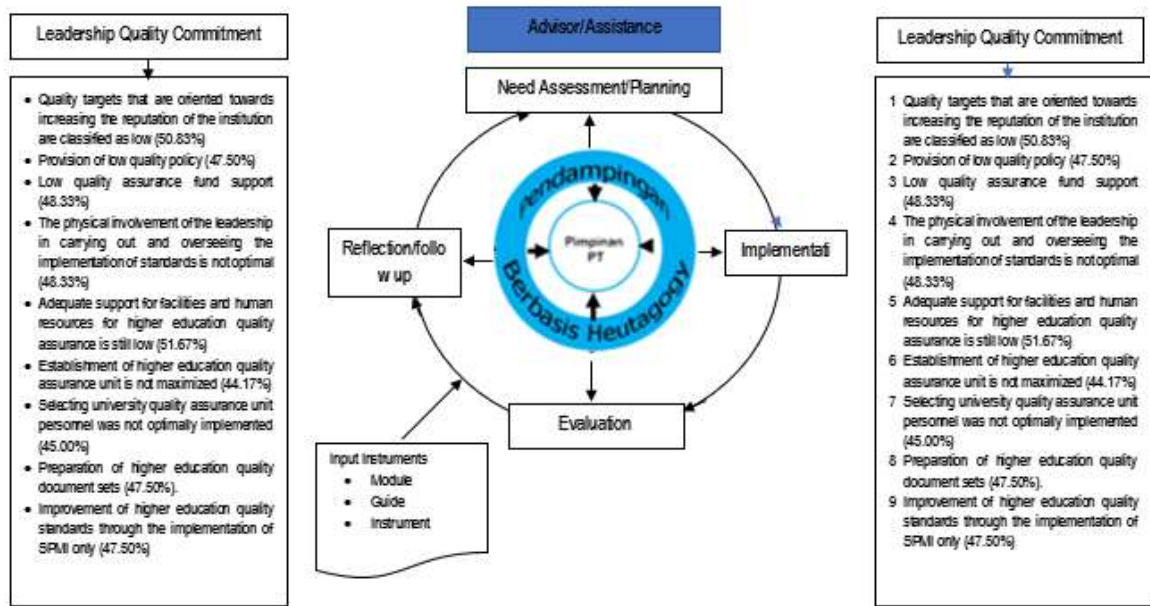 Leadership Quality Commitment
• Quality targets that are oriented towards
increasing the reputation of the institution
are classified as low (50.83%)
• Provision of low quality policy (47.50%)
• Low quality assurance fund support
(48.33%)
• The physical involvement of the leadership
in carrying out and overseeing the
implementation of standards is not optimal
(48.33%)
• Adequate support for facilities and human
resources for higher education quality
assurance is still low (51.67%)
• Establishment of higher education quality
assurance unit is not maximized (44.17%)
• Selecting university quality assurance unit
personnel was not optimally implemented
(45.00%)
• Preparation of higher education quality
document sets (47.50%).
• Improvement of higher education quality
standards through the implementation of
SPMI only (47.50%)
Advisor/Assistance
Need Assessment/Planning
Pendampingan
Berbasis Heutagogy
Pimpinan
PT
Reflection/follo
w up
Implementati
Evaluation
Input Instruments
• Module
• Guide
• Instrument
Leadership Quality Commitment
1 Quality targets that are oriented towards
increasing the reputation of the institution
are classified as low (50.83%)
2 Provision of low quality policy (47.50%)
3 Low quality assurance fund support
(48.33%)
4 The physical involvement of the leadership
in carrying out and overseeing the
implementation of standards is not optimal
(48.33%)
5 Adequate support for facilities and human
resources for higher education quality
assurance is still low (51.67%)
6 Establishment of higher education quality
assurance unit is not maximized (44.17%)
7 Selecting university quality assurance unit
personnel was not optimally implemented
(45.00%)
8 Preparation of higher education quality
document sets (47.50%).
9 Improvement of higher education quality
standards through the implementation of
SPMI only (47.50%)